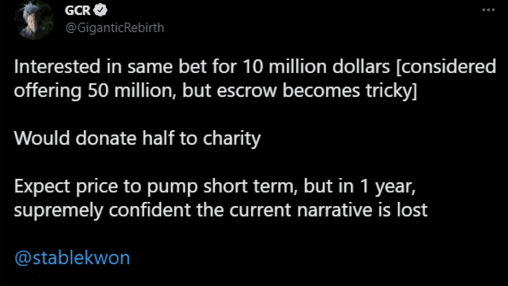 GCR
@GiganticRebirth
Interested in same bet for 10 million dollars [considered
offering 50 million, but escrow becomes tricky]
Would donate half to charity
Expect price to pump short term, but in 1 year,
supremely confident the current narrative is lost
@stablekwon